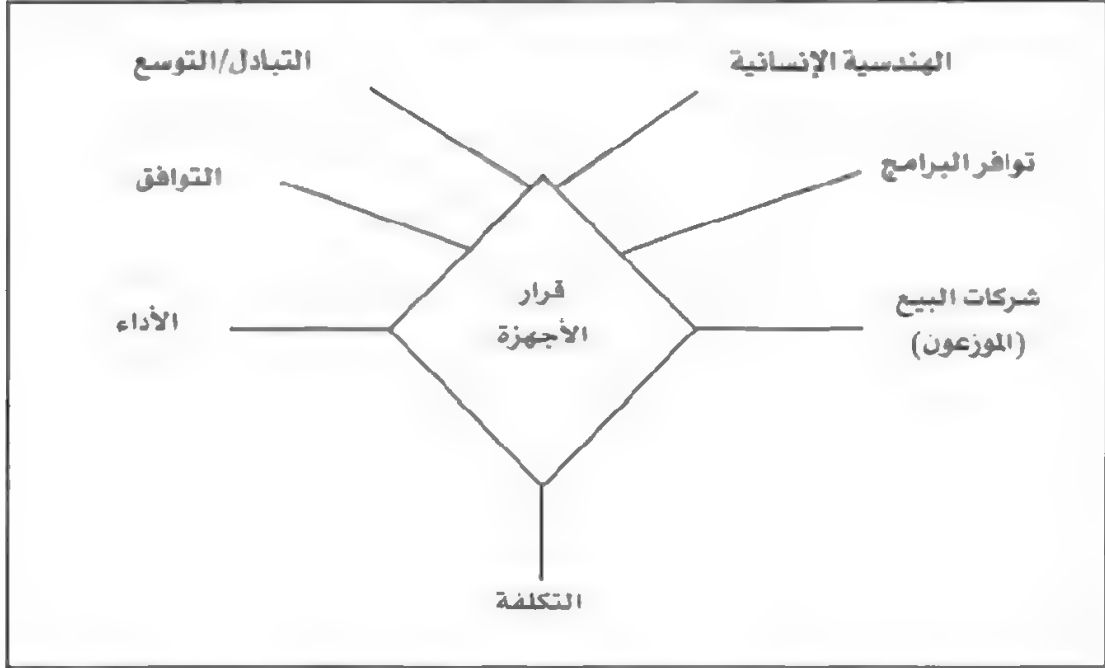 الهندسية الإنسانية
التبادل/التوسع
توافر البرامج
التوافق
قرار
الأجهزة
شركات البيع
(الموزعون)
الأداء
التكلفة